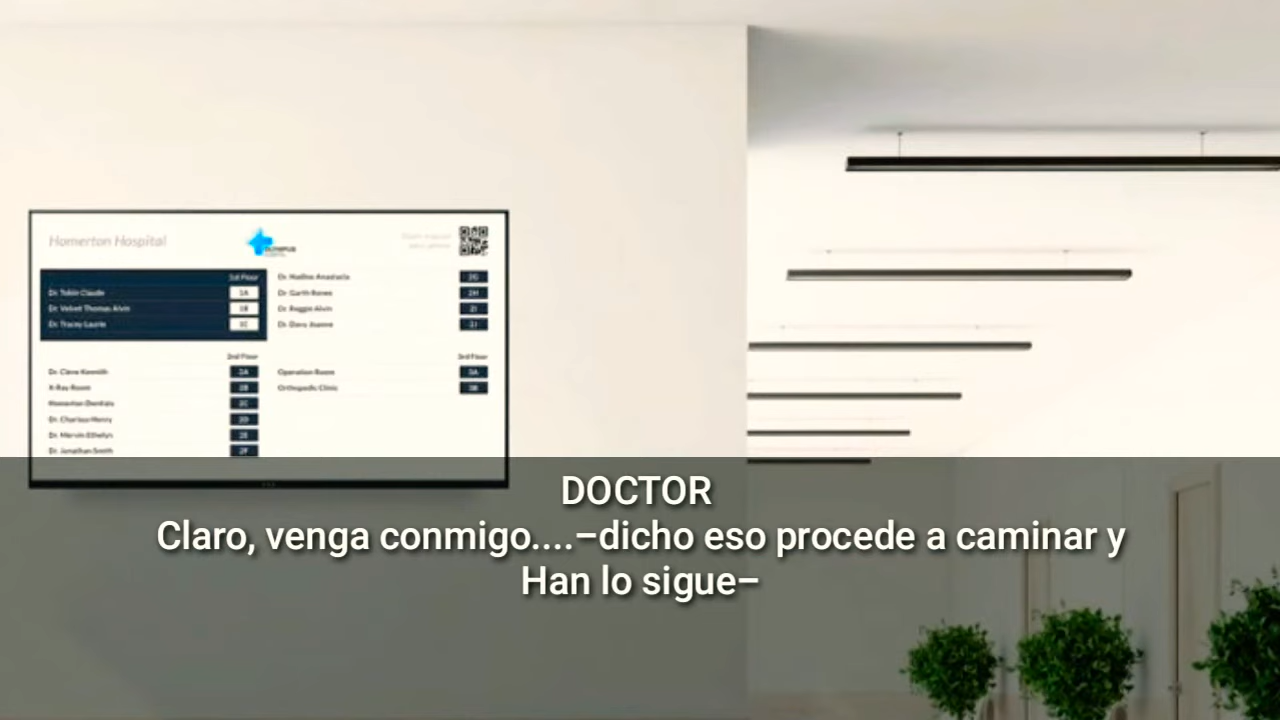 Homerton Hospital
OLYMPUS
1st Floor
Dr. Tobin Claude 1A
Dr. Velvet Thomas Alvin 1B
Dr. Tracey Laurie 1C
2nd Floor
Dr. Cleve Kennith 2A
X-Ray Room 2B
Homerton Dentists 2C
Dr. Charissa Henry 2D
Dr. Mervin Ethelyn 2E
Dr. Jonathan Smith 2F
Dr. Nadine Anastacia 2G
Dr. Garth Renee 2H
Dr. Reggie Alvin 2I
Dr. Dave Joanne 2J
3rd Floor
Operation Room 3A
Orthopedic Clinic 3B
DOCTOR
Claro, venga conmigo....–dicho eso procede a caminar y
Han lo sigue–